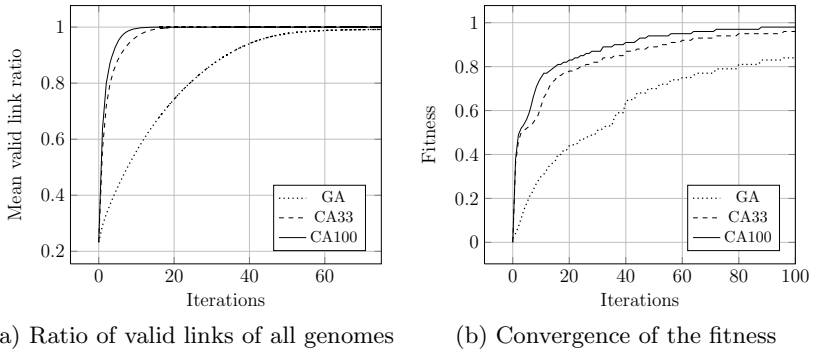 1
0.8
0.6
0.4
0.2
0
20
40
60
Mean valid link ratio
Iterations
GA
CA33
CA100
1
0.8
0.6
0.4
0.2
0
0
20
40
60
80
100
Fitness
Iterations
GA
CA33
CA100
a) Ratio of valid links of all genomes
(b) Convergence of the fitness